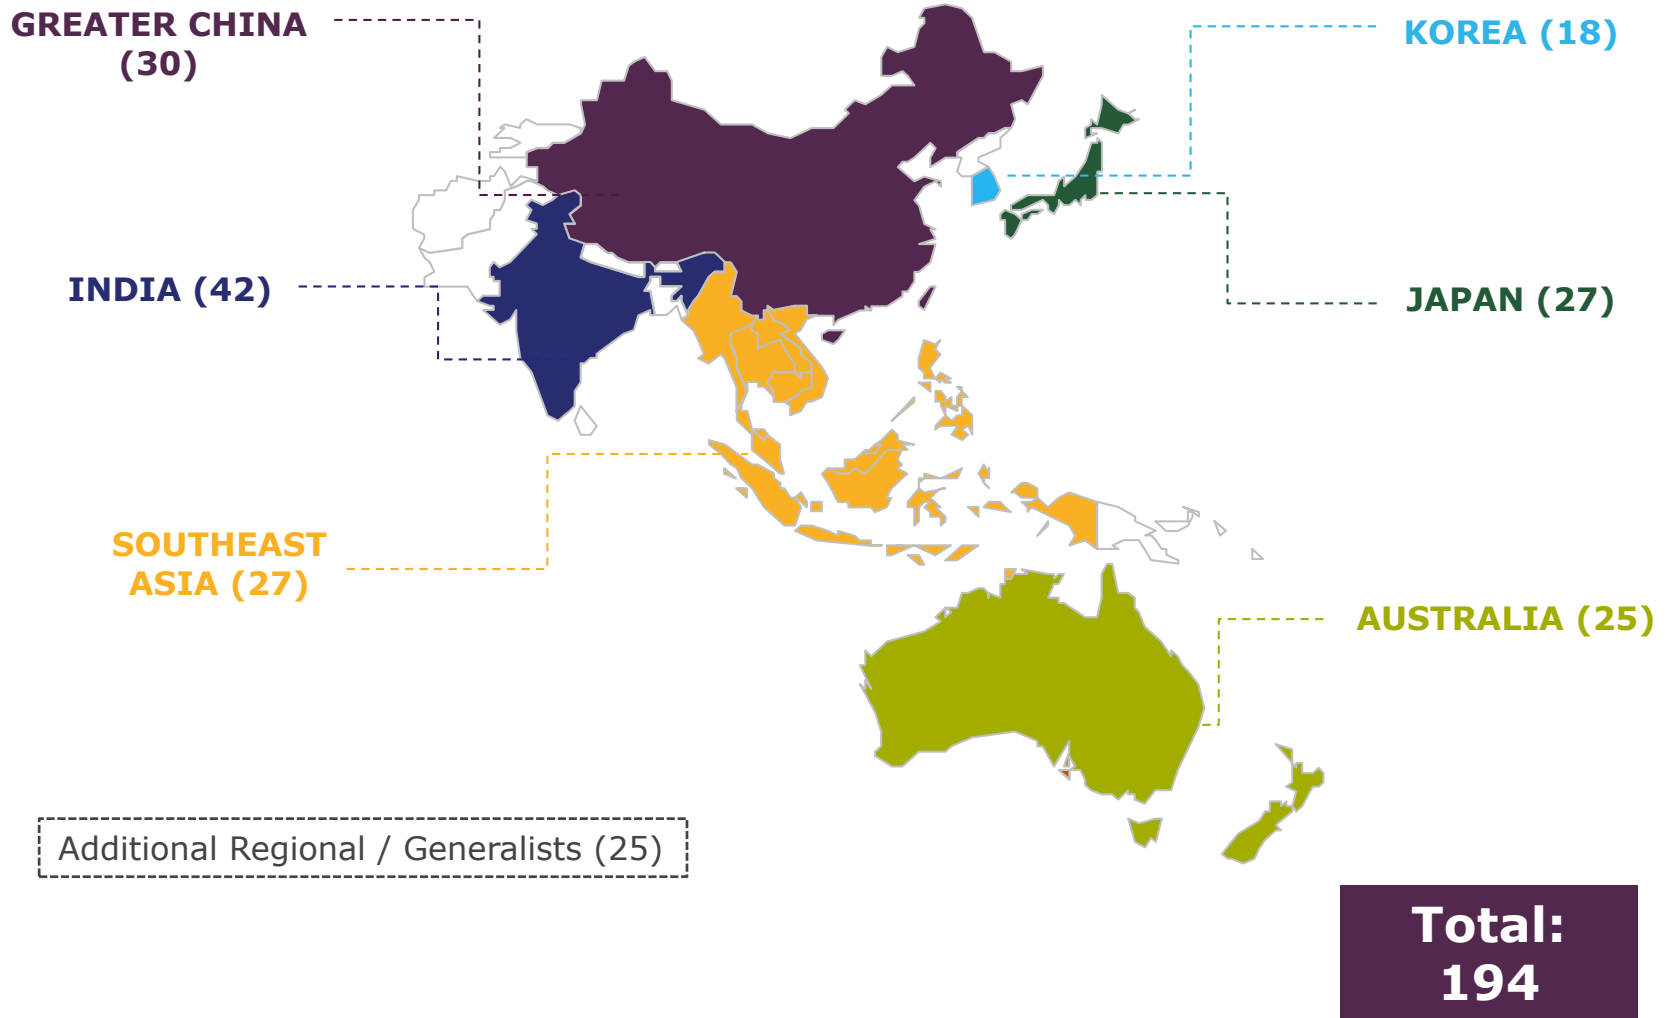 GREATER CHINA
(30)
KOREA (18)
INDIA (42)
JAPAN (27)
SOUTHEAST
ASIA (27)
AUSTRALIA (25)
Additional Regional / Generalists (25)
Total:
194